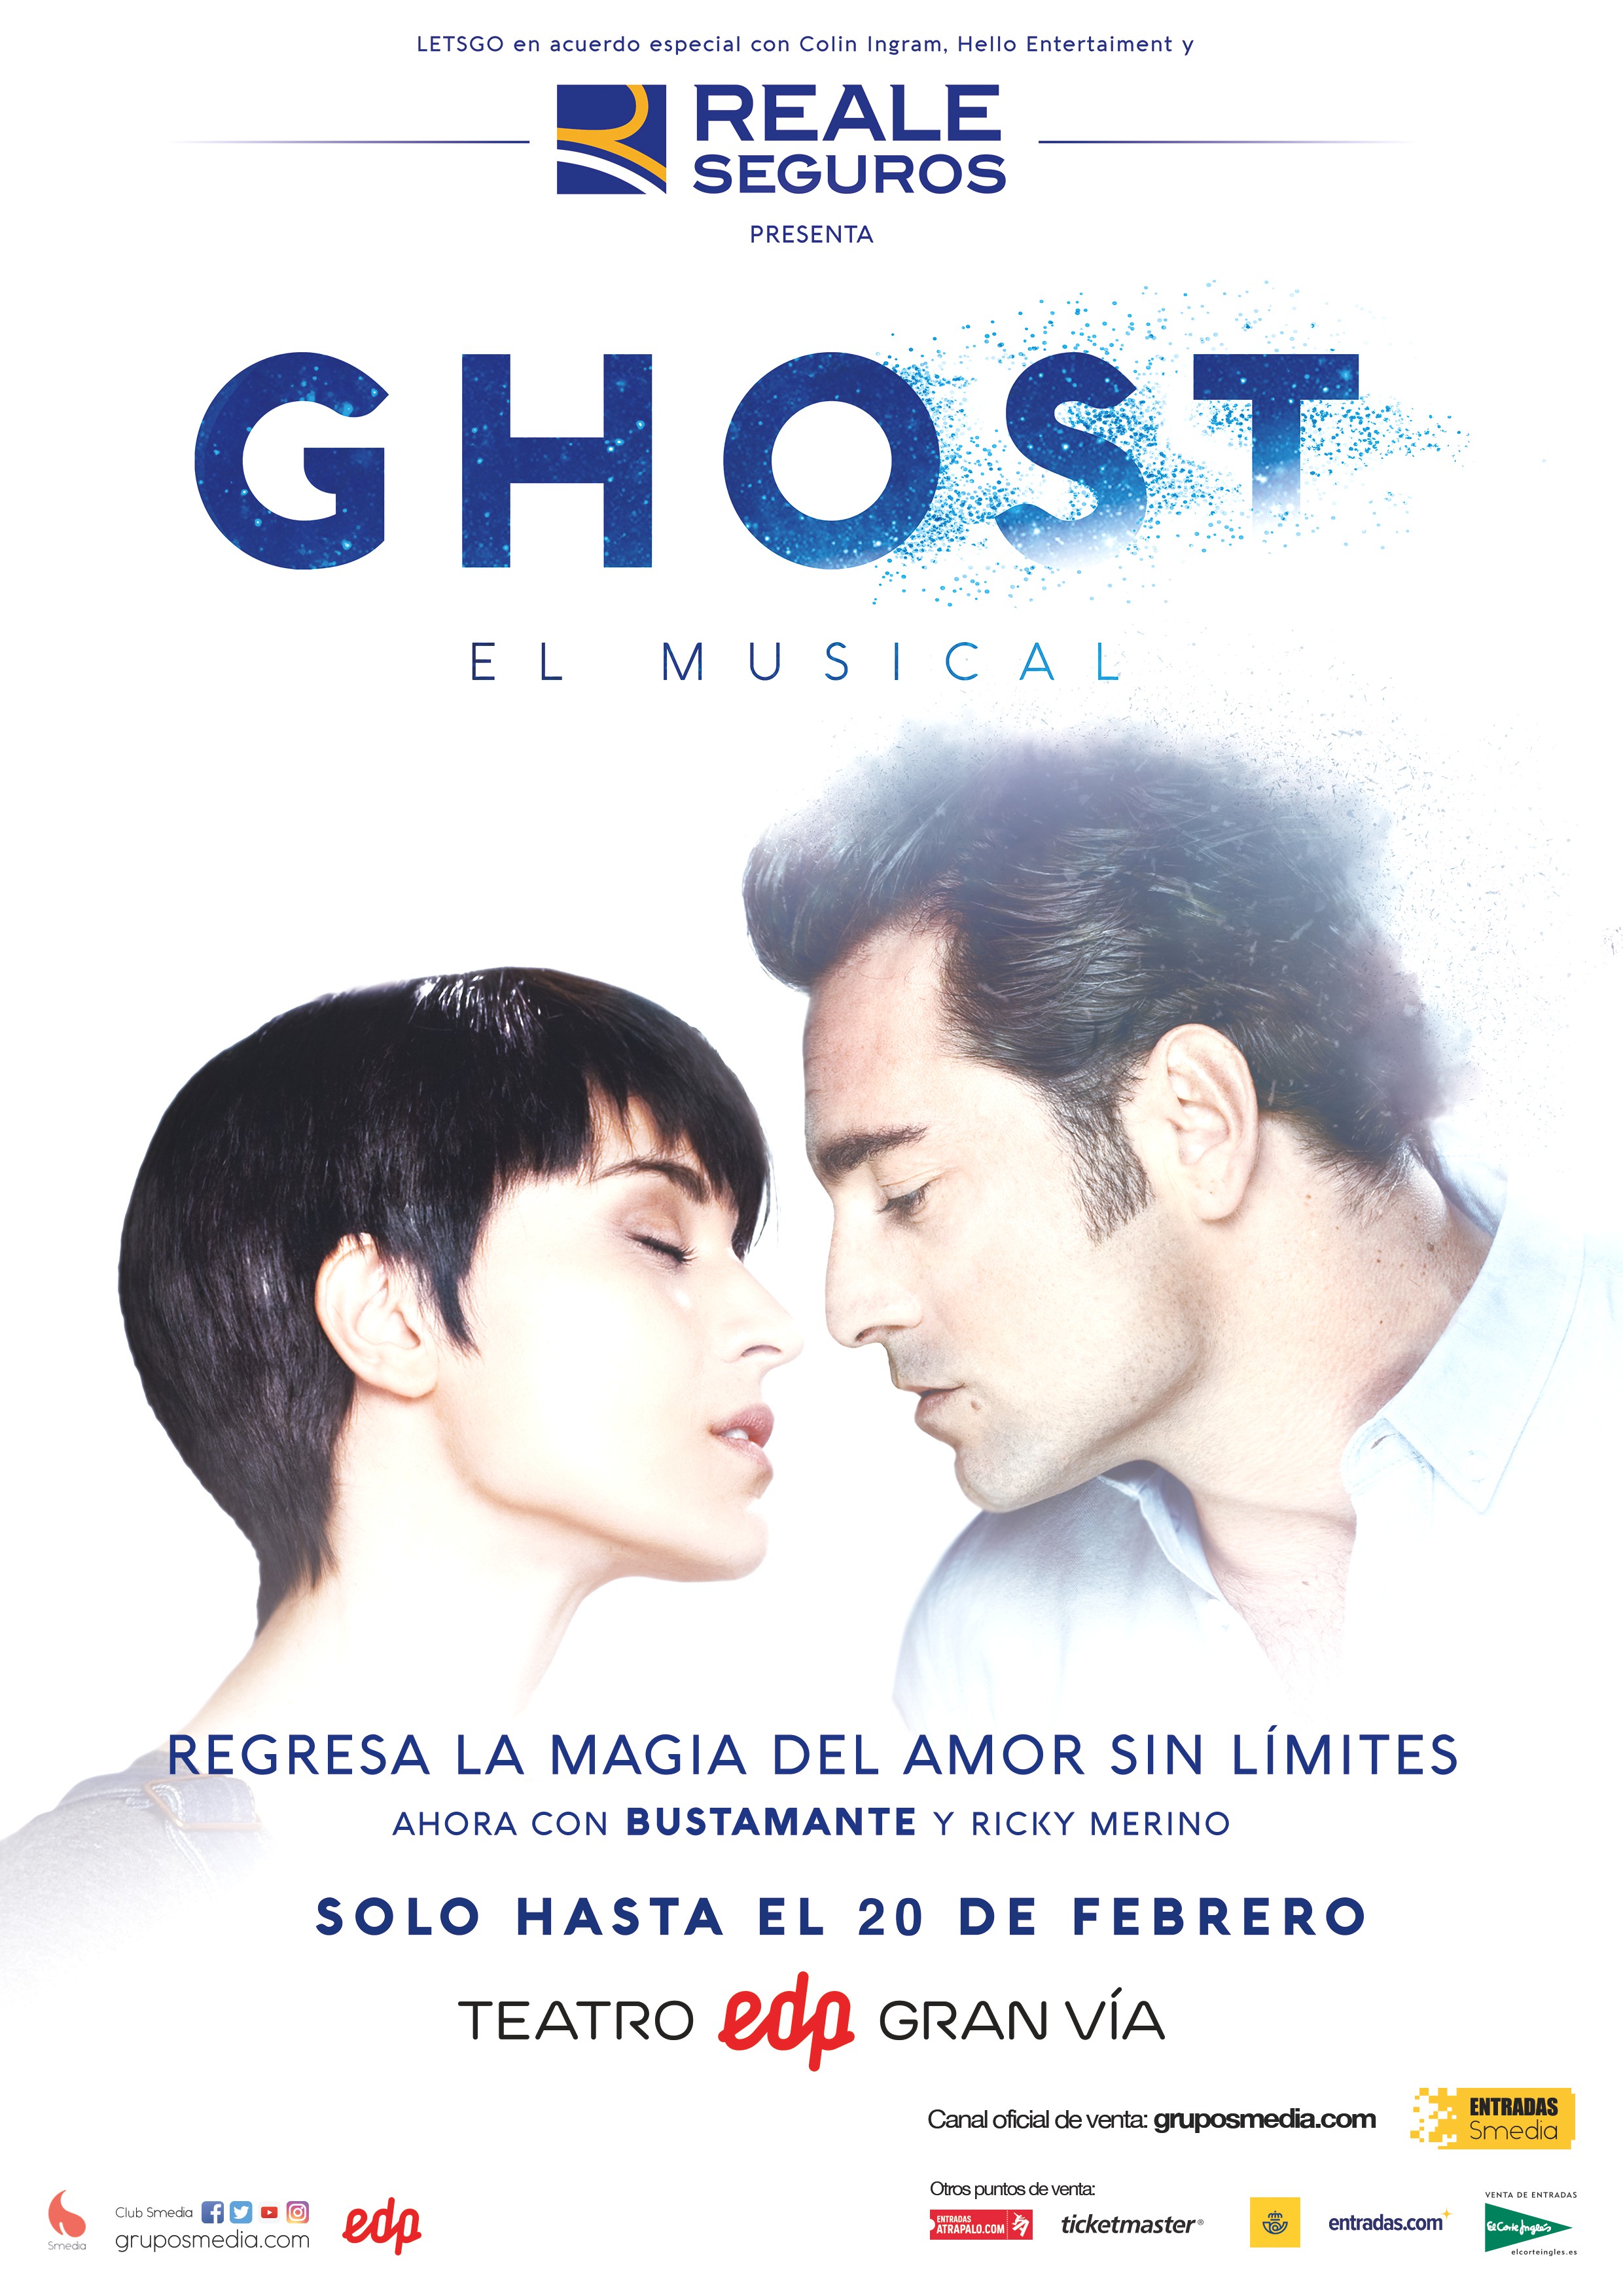 LETSGO en acuerdo especial con Colin Ingram, Hello Entertaiment y
REALE
SEGUROS
PRESENTA
GHOST
EL MUSICAL
REGRESA LA MAGIA DEL AMOR SIN LÍMITES
AHORA CON BUSTAMANTE Y RICKY MERINO
SOLO HASTA EL 20 DE FEBRERO
TEATRO edp GRAN VÍA
Canal oficial de venta: gruposmedia.com
ENTRADAS
Smedia
Otros puntos de venta:
ENTRADAS
ATRAPALO.COM
ticketmaster®
entradas.com
VENTA DE ENTRADAS
El Corte Inglés
elcorteingles.es
Smedia
Club Smedia
gruposmedia.com
edp